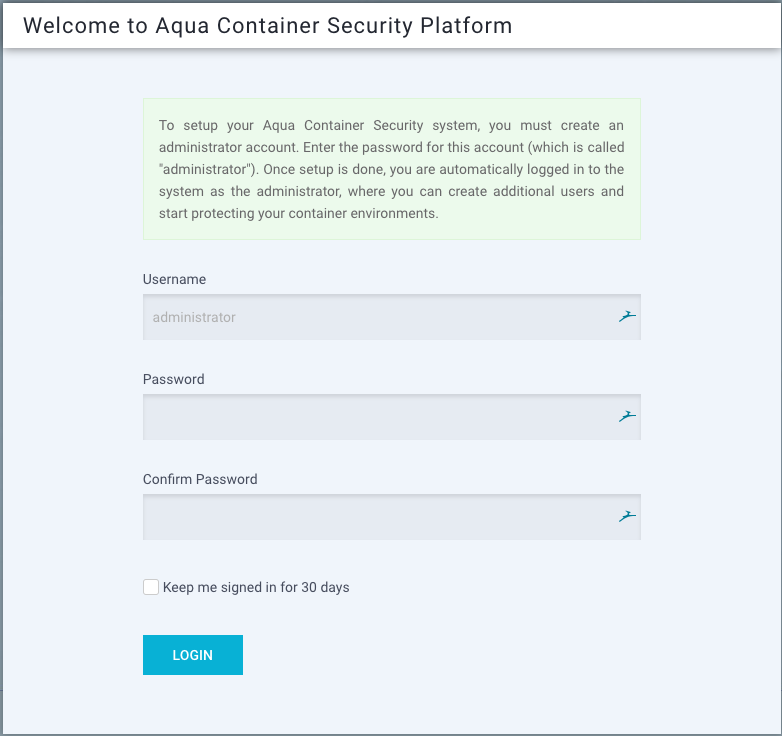 Welcome to Aqua Container Security Platform
To setup your Aqua Container Security system, you must create an
administrator account. Enter the password for this account (which is called
"administrator"). Once setup is done, you are automatically logged in to the
system as the administrator, where you can create additional users and
start protecting your container environments.
Username
administrator
Password
Confirm Password
Keep me signed in for 30 days
LOGIN